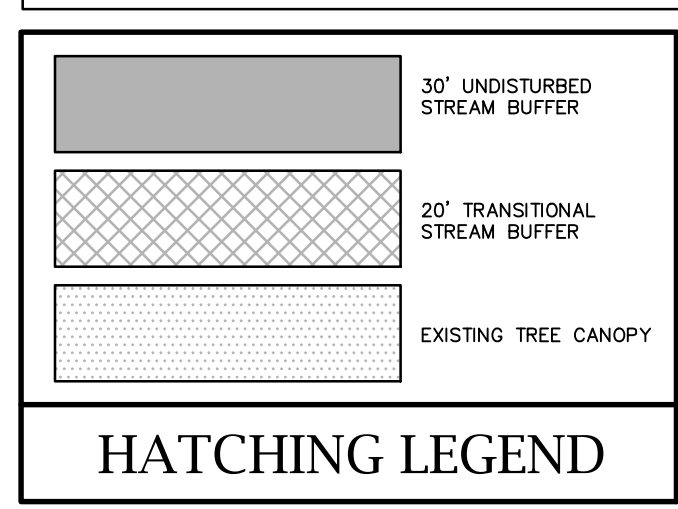 30' UNDISTURBED
STREAM BUFFER
20' TRANSITIONAL
STREAM BUFFER
EXISTING TREE CANOPY
HATCHING LEGEND